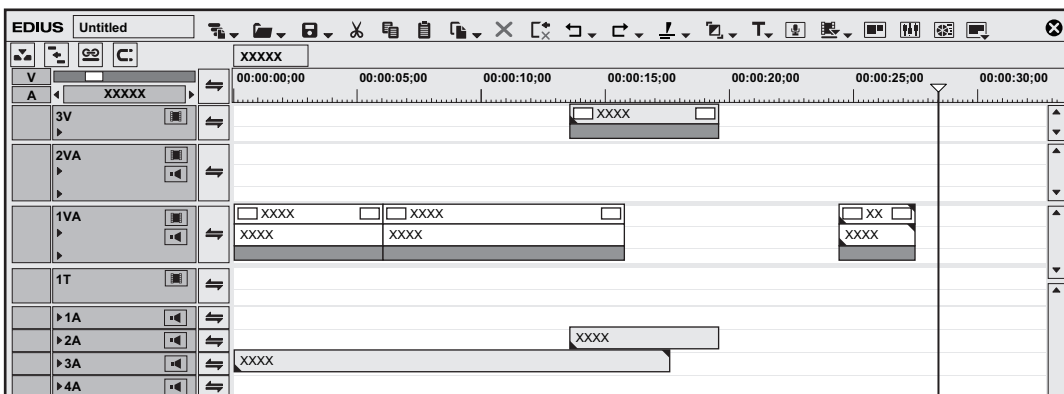 EDIUS Untitled
XXXXX
V 00:00:00;00 00:00:05;00 00:00:10;00 00:00:15;00 00:00:20;00 00:00:25;00 00:00:30;00
A XXXXX
3V XXXX
2VA
1VA XXXX XXXX XX
XXXX XXXX XXXX
1T
1A
2A XXXX
3A XXXX
4A